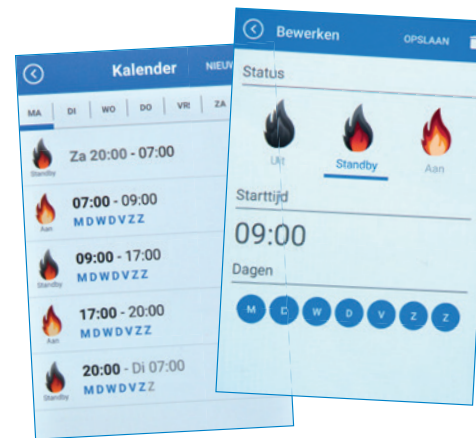 Kalender NIEUW
MA DI WO DO VRI ZA
Standby
Za 20:00 - 07:00
Aan
07:00 - 09:00
MDWDVZZ
Standby
09:00 - 17:00
MDWDVZZ
Aan
17:00 - 20:00
MDWDVZZ
Standby
20:00 - Di 07:00
MDWDVZZ
Bewerken OPSLAAN
Status
Uit Standby Aan
Starttijd
09:00
Dagen
M D W D V Z Z